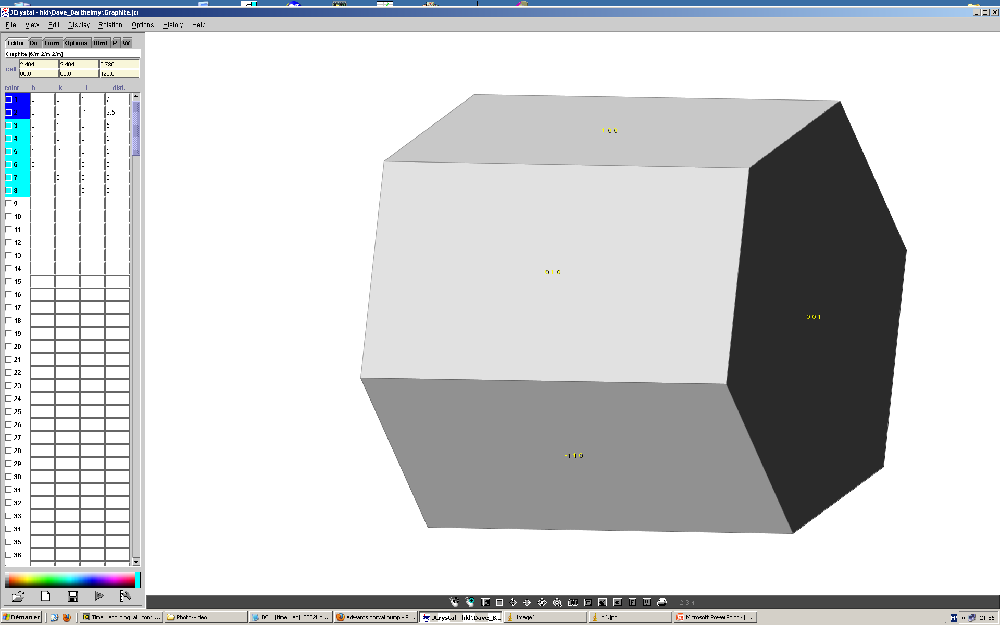 JCrystal - hkl\Dave_Barthelmy\Graphite.jcr
File View Edit Display Rotation Options History Help
Editor Dir Form Options Html P W
Graphite [6/m 2/m 2/m]
cell 2.464 2.464 6.736
90.0 90.0 120.0
color h k l dist.
1 0 0 1 7
2 0 0 -1 3.5
3 0 1 0 5
4 1 0 0 5
5 1 -1 0 5
6 0 -1 0 5
7 -1 0 0 5
8 -1 1 0 5
9
10
11
12
13
14
15
16
17
18
19
20
21
22
23
24
25
26
27
28
29
30
31
32
33
34
35
36
1 0 0
0 1 0
0 0 1
-1 1 0
HKL F V 1 2 3 4
Démarrer Time_recording_all_contr... Photo-video BC1_[time_rec]_3022Hz... edwards norval pump - R... JCrystal - hkl\Dave_B... ImageJ X6.jpg Microsoft PowerPoint - [... FR « 21:56